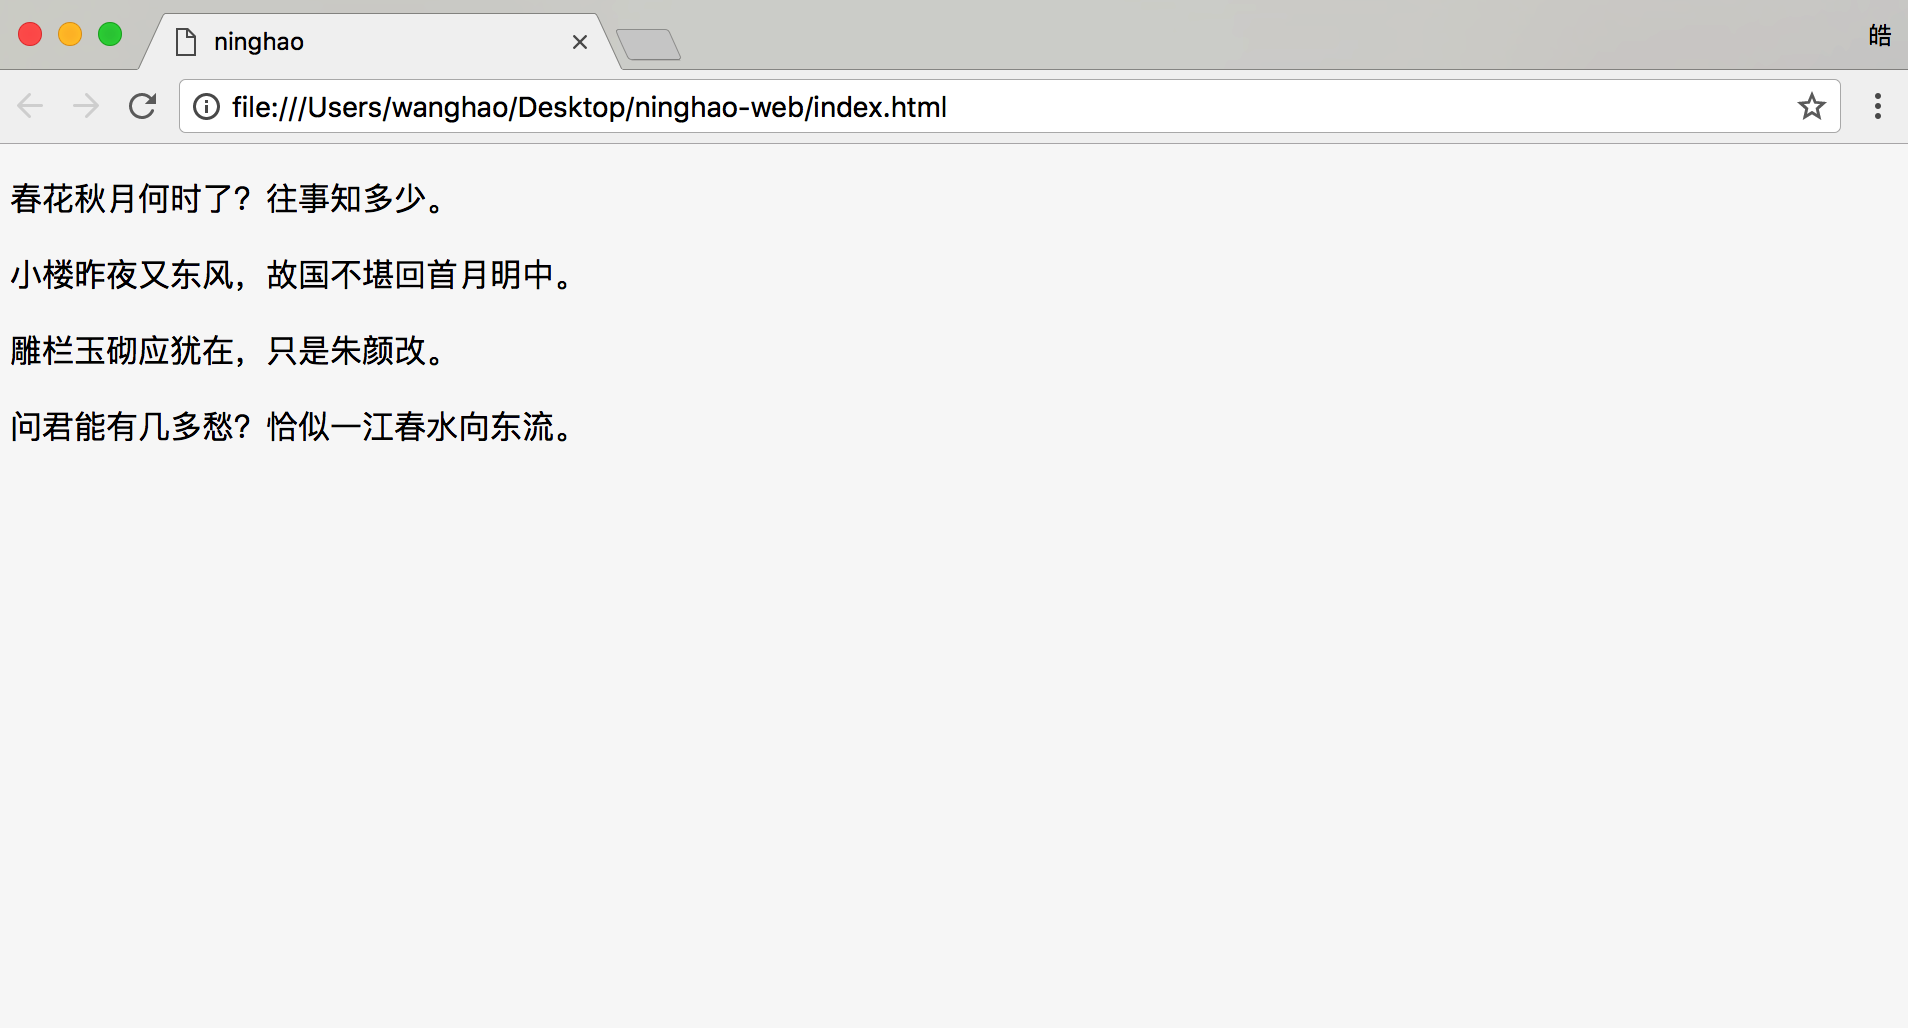 ninghao
皓
file:///Users/wanghao/Desktop/ninghao-web/index.html
春花秋月何时了？往事知多少。
小楼昨夜又东风，故国不堪回首月明中。
雕栏玉砌应犹在，只是朱颜改。
问君能有几多愁？恰似一江春水向东流。